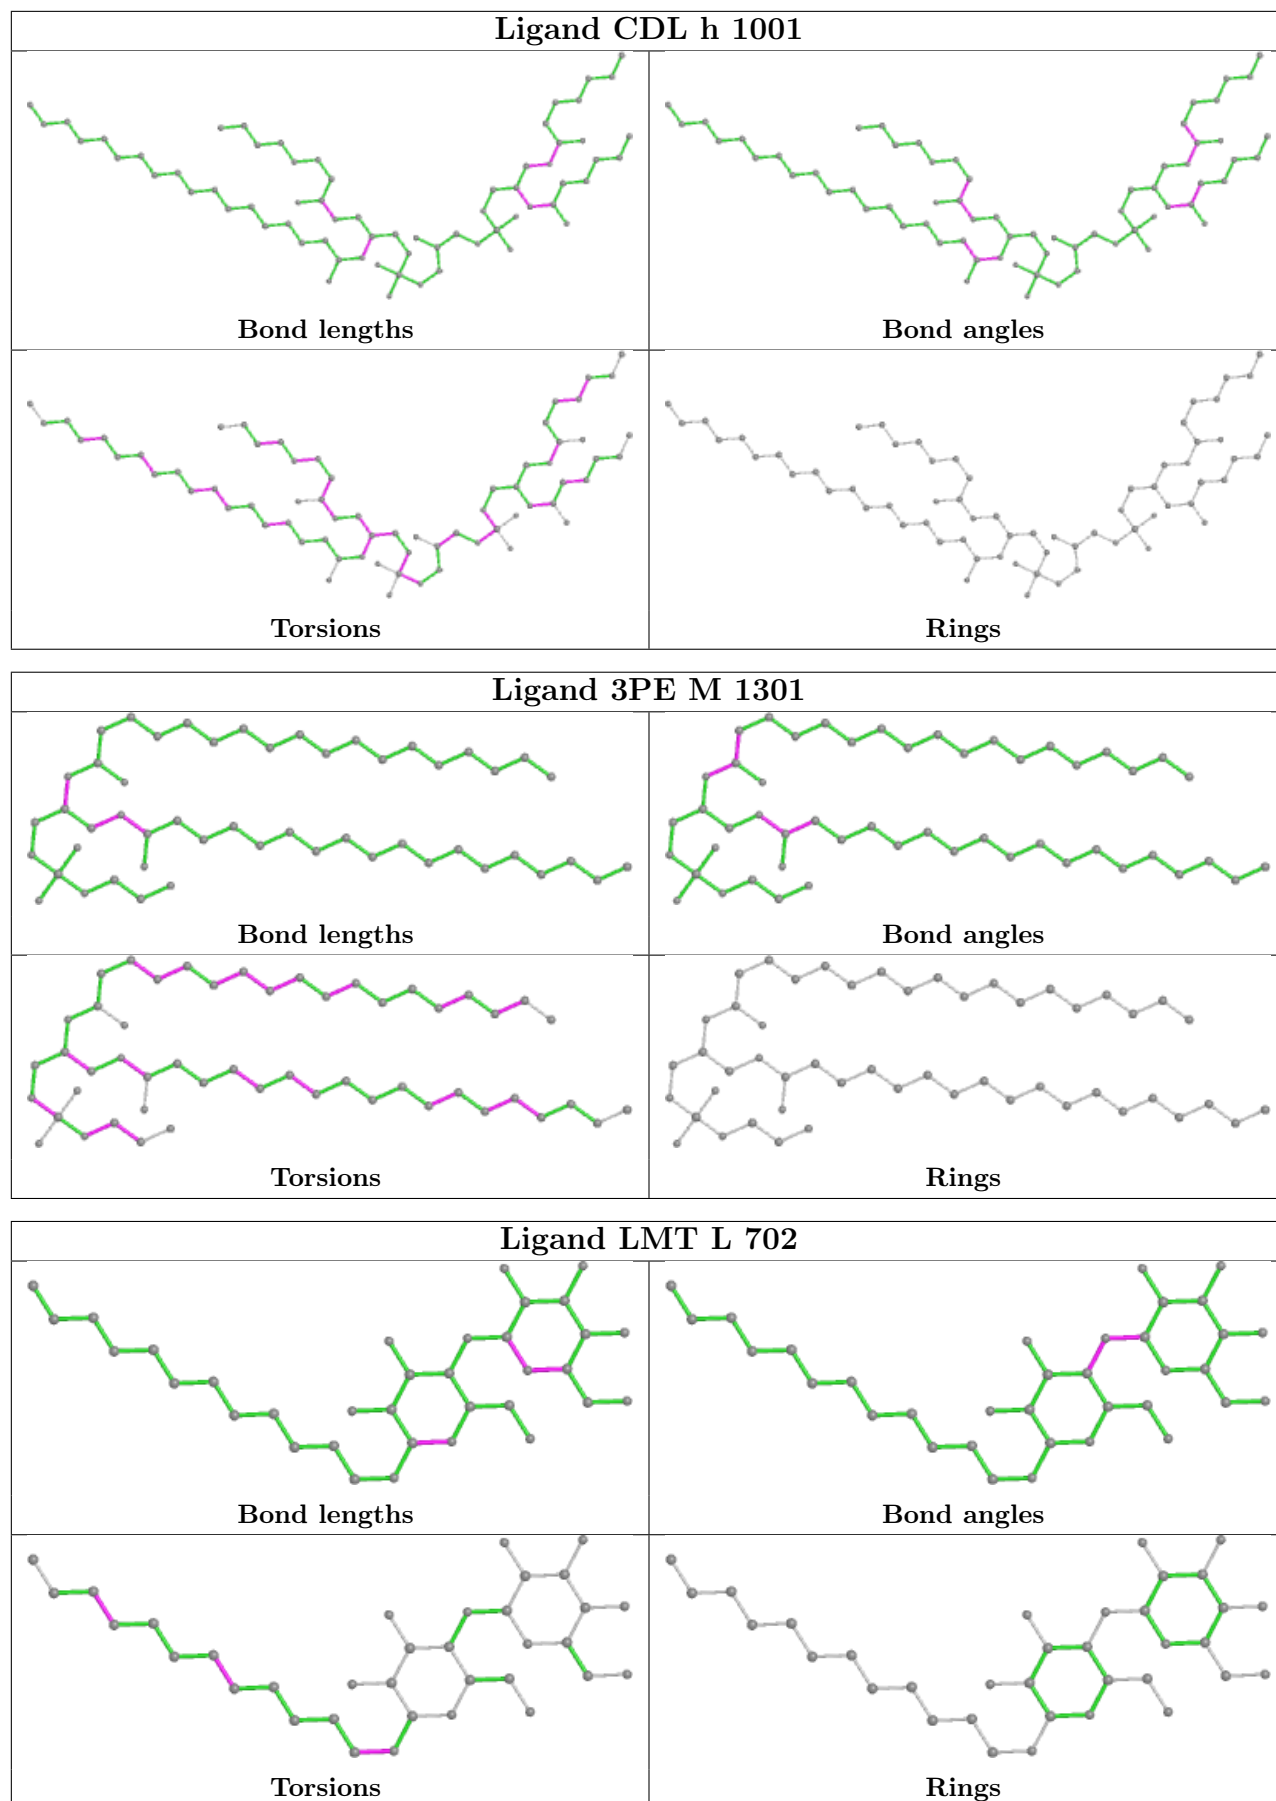 Ligand CDL h 1001
Bond lengths
Bond angles
Torsions
Rings
Ligand 3PE M 1301
Bond lengths
Bond angles
Torsions
Rings
Ligand LMT L 702
Bond lengths
Bond angles
Torsions
Rings